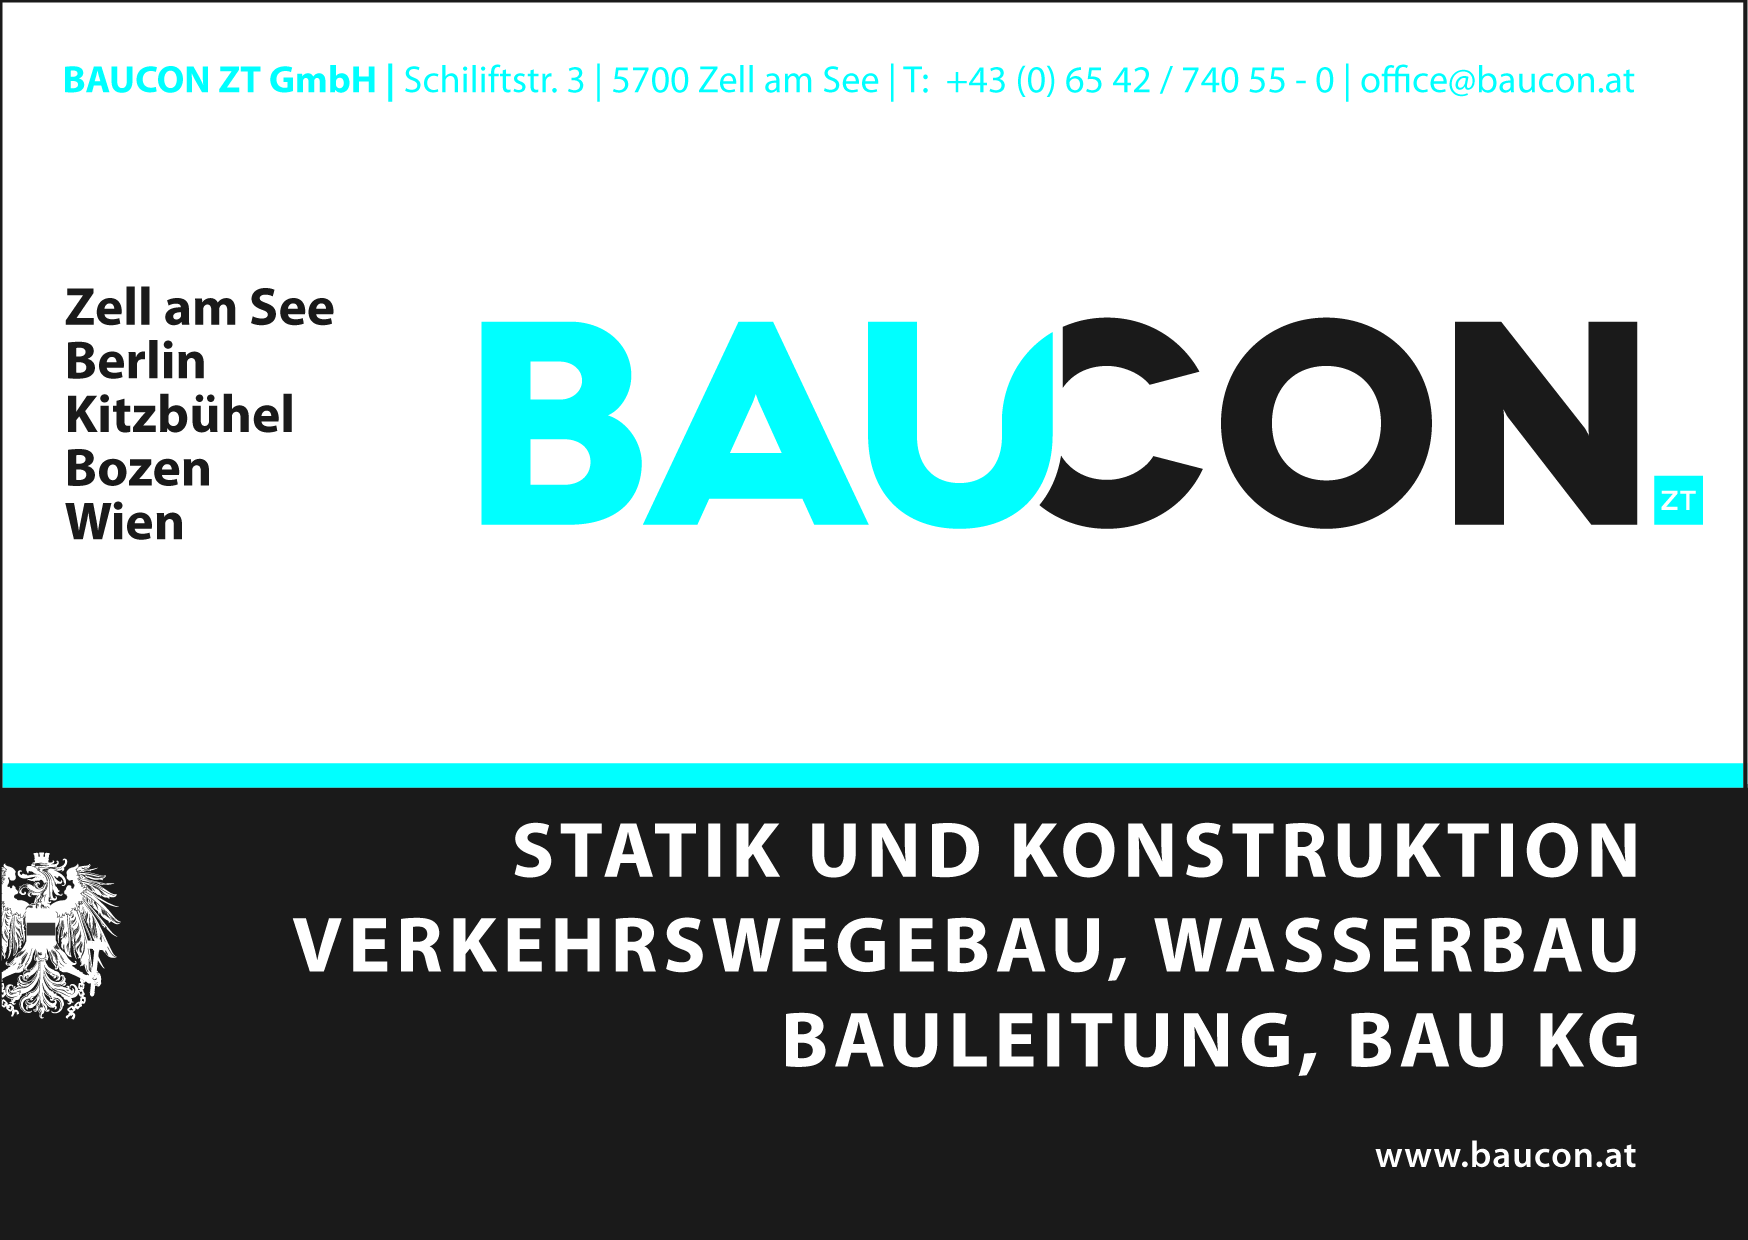 BAUCON ZT GmbH | Schiliftstr. 3 | 5700 Zell am See | T: +43 (0) 65 42 / 740 55 - 0 | office@baucon.at
Zell am See
Berlin
Kitzbühel
Bozen
Wien
BAUCON ZT
STATIK UND KONSTRUKTION
VERKEHRSWEGEBAU, WASSERBAU
BAULEITUNG, BAU KG
www.baucon.at